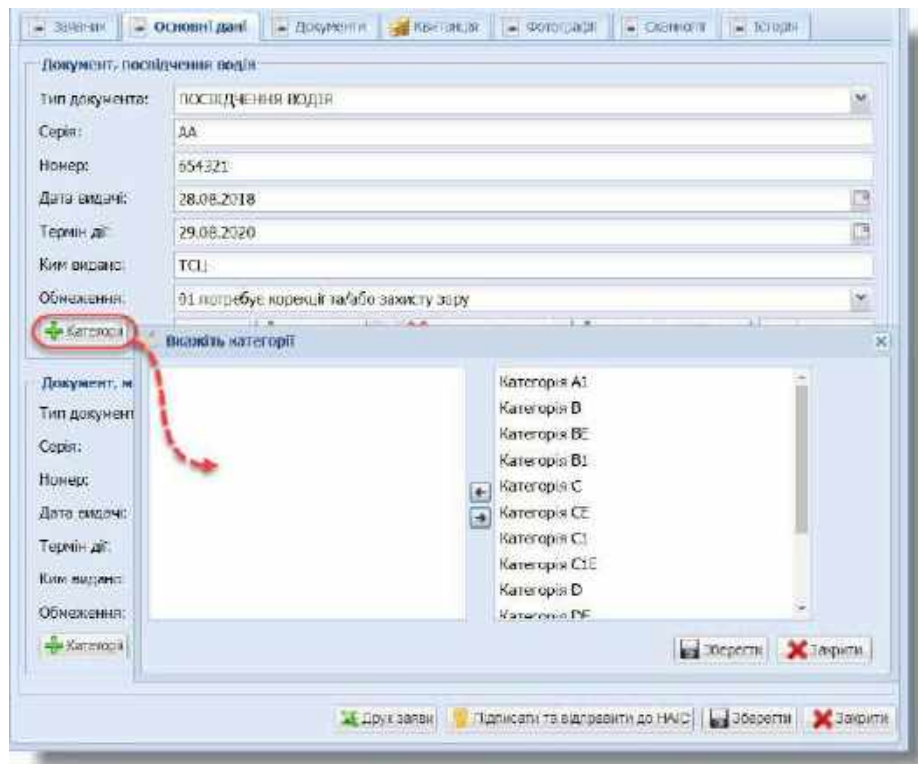 Заявник Основні дані Документи Квитанція Фотографії Скановані Історія
Документ, посвідчення водія
Тип документа: ПОСВІДЧЕННЯ ВОДІЯ
Серія: АА
Номер: 654321
Дата видачі: 28.08.2018
Термін дії: 29.08.2020
Ким видано: ТСЦ
Обмеження: 01 потребує корекції та/або захисту зору
Категорії
Вкажіть категорії
Категорія A1
Документ, м
Категорія B
Тип документ
Категорія BE
Серія:
Категорія B1
Номер:
Категорія C
Дата видачі:
Категорія CE
Термін дії:
Категорія C1
Категорія C1E
Ким видано:
Категорія D
Обмеження:
Категорія DE
Категорії
Зберегти Закрити
Друк заяви Підписати та відправити до НАІС Зберегти Закрити